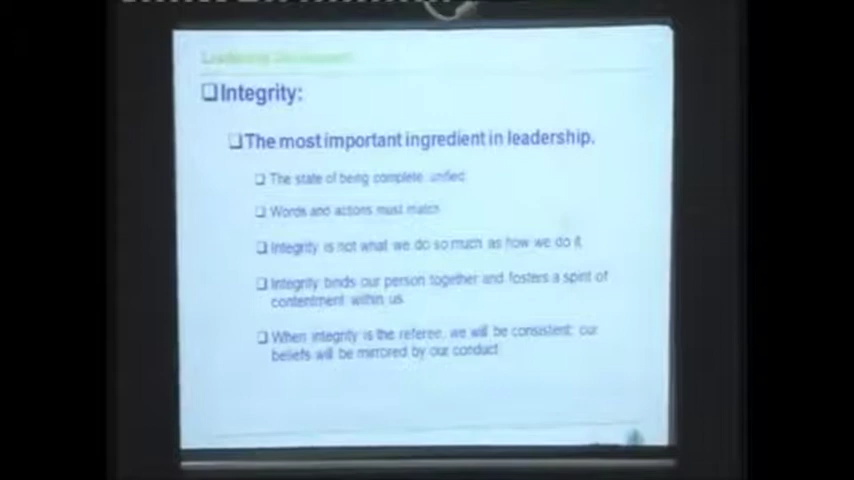 Leadership Development
❑Integrity:
❑The most important ingredient in leadership.
❑ The state of being complete, unified.
❑ Words and actions must match.
❑ Integrity is not what we do so much as how we do it.
❑ Integrity binds our person together and fosters a spirit of
contentment within us.
❑ When integrity is the referee, we will be consistent; our
beliefs will be mirrored by our conduct.